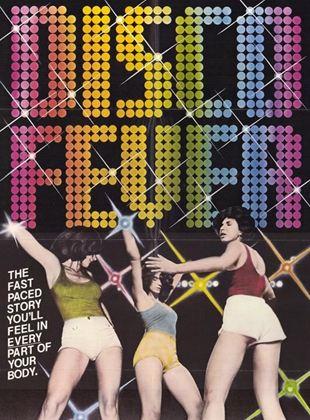 DISCO
FEVER
THE
FAST
PACED
STORY
YOU'LL
FEEL IN
EVERY
PART OF
YOUR
BODY.